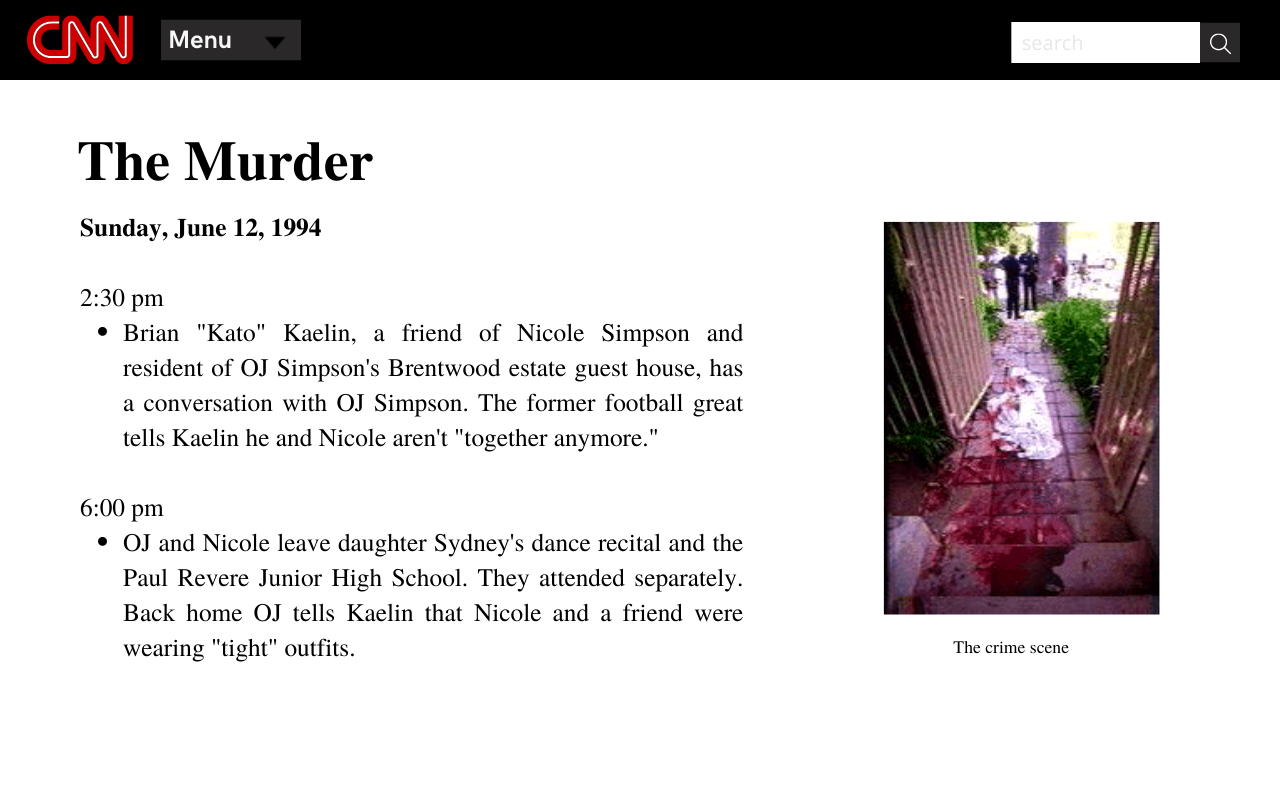 CNN
Menu
search
The Murder
Sunday, June 12, 1994
2:30 pm
Brian "Kato" Kaelin, a friend of Nicole Simpson and
resident of OJ Simpson's Brentwood estate guest house, has
a conversation with OJ Simpson. The former football great
tells Kaelin he and Nicole aren't "together anymore."
6:00 pm
OJ and Nicole leave daughter Sydney's dance recital and the
Paul Revere Junior High School. They attended separately.
Back home OJ tells Kaelin that Nicole and a friend were
wearing "tight" outfits.
The crime scene